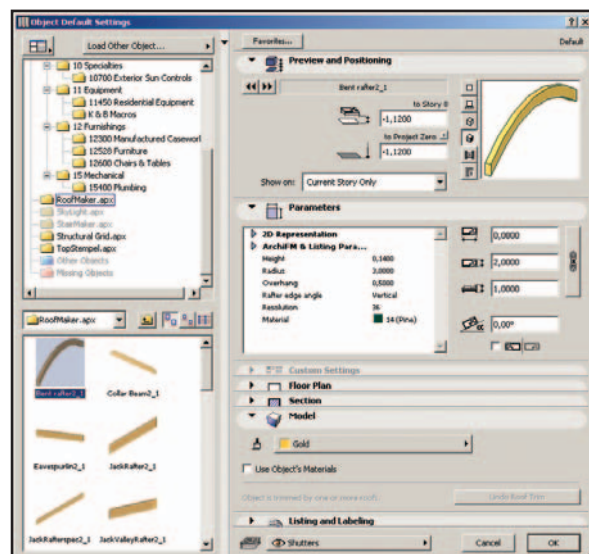 Object Default Settings
Load Other Object...
10 Specialties
10700 Exterior Sun Controls
11 Equipment
11450 Residential Equipment
K & B Macros
12 Furnishings
12300 Manufactured Casework
12528 Furniture
12600 Chairs & Tables
15 Mechanical
15400 Plumbing
RoofMaker.apx
SkyLight.apx
StairMaker.apx
Structural Grid.apx
TopStempel.apx
Other Objects
Missing Objects
RoofMaker.apx
Bent rafter2_1
Collar Beam2_1
Eavespurlin2_1
JackRafter2_1
JackRafterspec2_1
JackValleyRafter2_1
Favorites...
Default
Preview and Positioning
Bent rafter2_1
to Story 0
-1,1200
to Project Zero
-1,1200
Show on:
Current Story Only
Parameters
2D Representation
ArchiFM & Listing Para...
Height 0,1400
Radius 3,0000
Overhang 0,5000
Rafter edge angle Vertical
Resolution 36
Material 14 (Pine)
0,0800
2,0000
1,0000
0,00°
Custom Settings
Floor Plan
Section
Model
Gold
Use Object's Materials
Object is trimmed by one or more roofs.
Undo Roof Trim
Listing and Labeling
Shutters
Cancel
OK